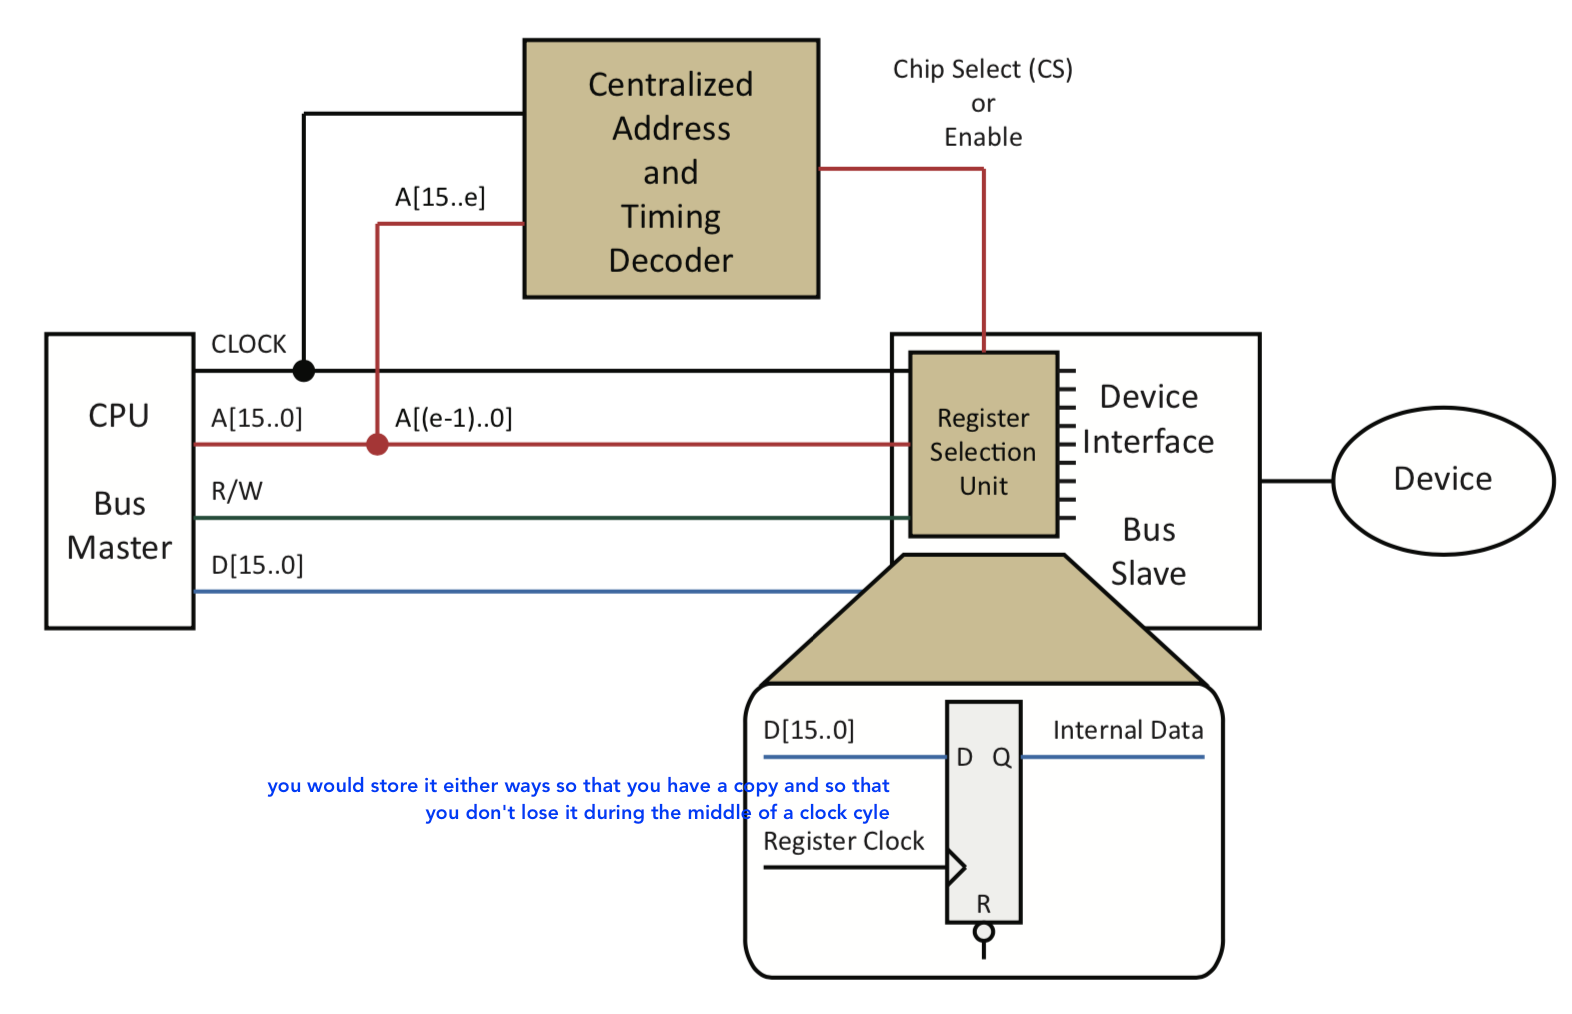 Centralized
Address
and
Timing
Decoder
Chip Select (CS)
or
Enable
A[15..e]
CLOCK
A[15..0]
A[(e-1)..0]
R/W
D[15..0]
CPU
Bus
Master
Register
Selection
Unit
Device
Interface
Bus
Slave
Device
D[15..0]
D Q
Internal Data
you would store it either ways so that you have a copy and so that
you don't lose it during the middle of a clock cyle
Register Clock
R